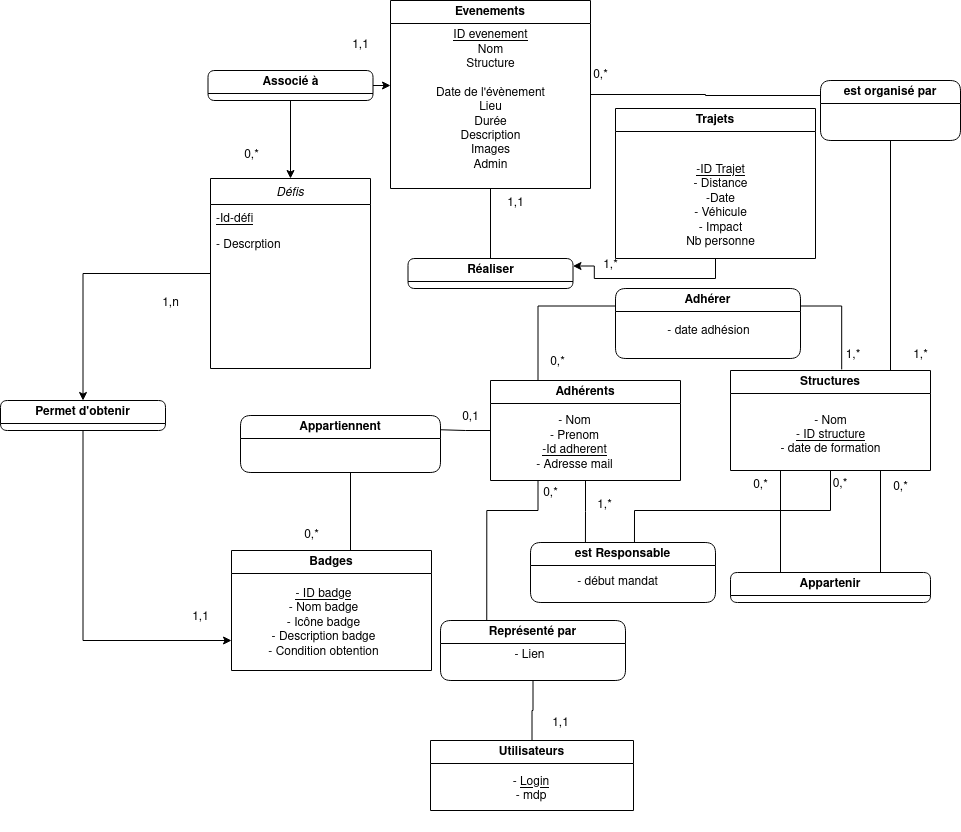 Evenements
ID evenement
Nom
Structure
Date de l'évènement
Lieu
Durée
Description
Images
Admin
1,1
Associé à
0,*
est organisé par
Trajets
-ID Trajet
- Distance
-Date
- Véhicule
- Impact
Nb personne
0,*
Défis
-Id-défi
- Descrption
1,1
Réaliser
1,*
1,n
Adhérer
- date adhésion
0,*
1,*
1,*
Permet d'obtenir
Appartiennent
0,1
Adhérents
- Nom
- Prenom
-Id adherent
- Adresse mail
Structures
- Nom
- ID structure
- date de formation
0,*
1,*
0,*
0,*
0,*
0,*
Badges
- ID badge
- Nom badge
- Icône badge
- Description badge
- Condition obtention
1,1
est Responsable
- début mandat
Appartenir
Représenté par
- Lien
1,1
Utilisateurs
- Login
- mdp